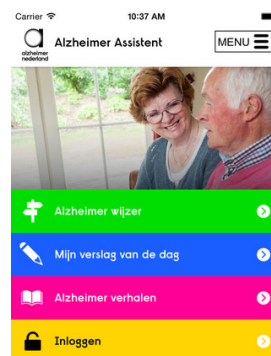 Carrier 10:37 AM
alzheimer
nederland
Alzheimer Assistent
MENU
Alzheimer wijzer
Mijn verslag van de dag
Alzheimer verhalen
Inloggen